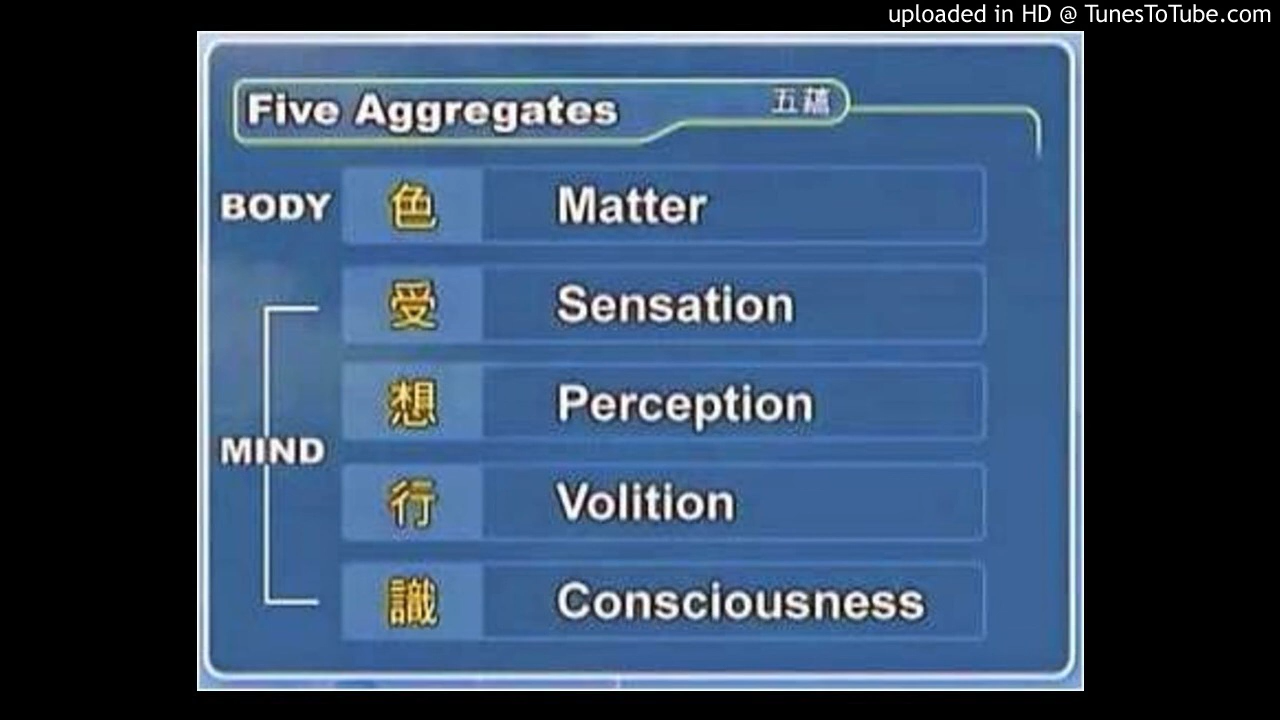 uploaded in HD @ TunesToTube.com
Five Aggregates 五蘊
BODY 色 Matter
受 Sensation
想 Perception
MIND
行 Volition
識 Consciousness